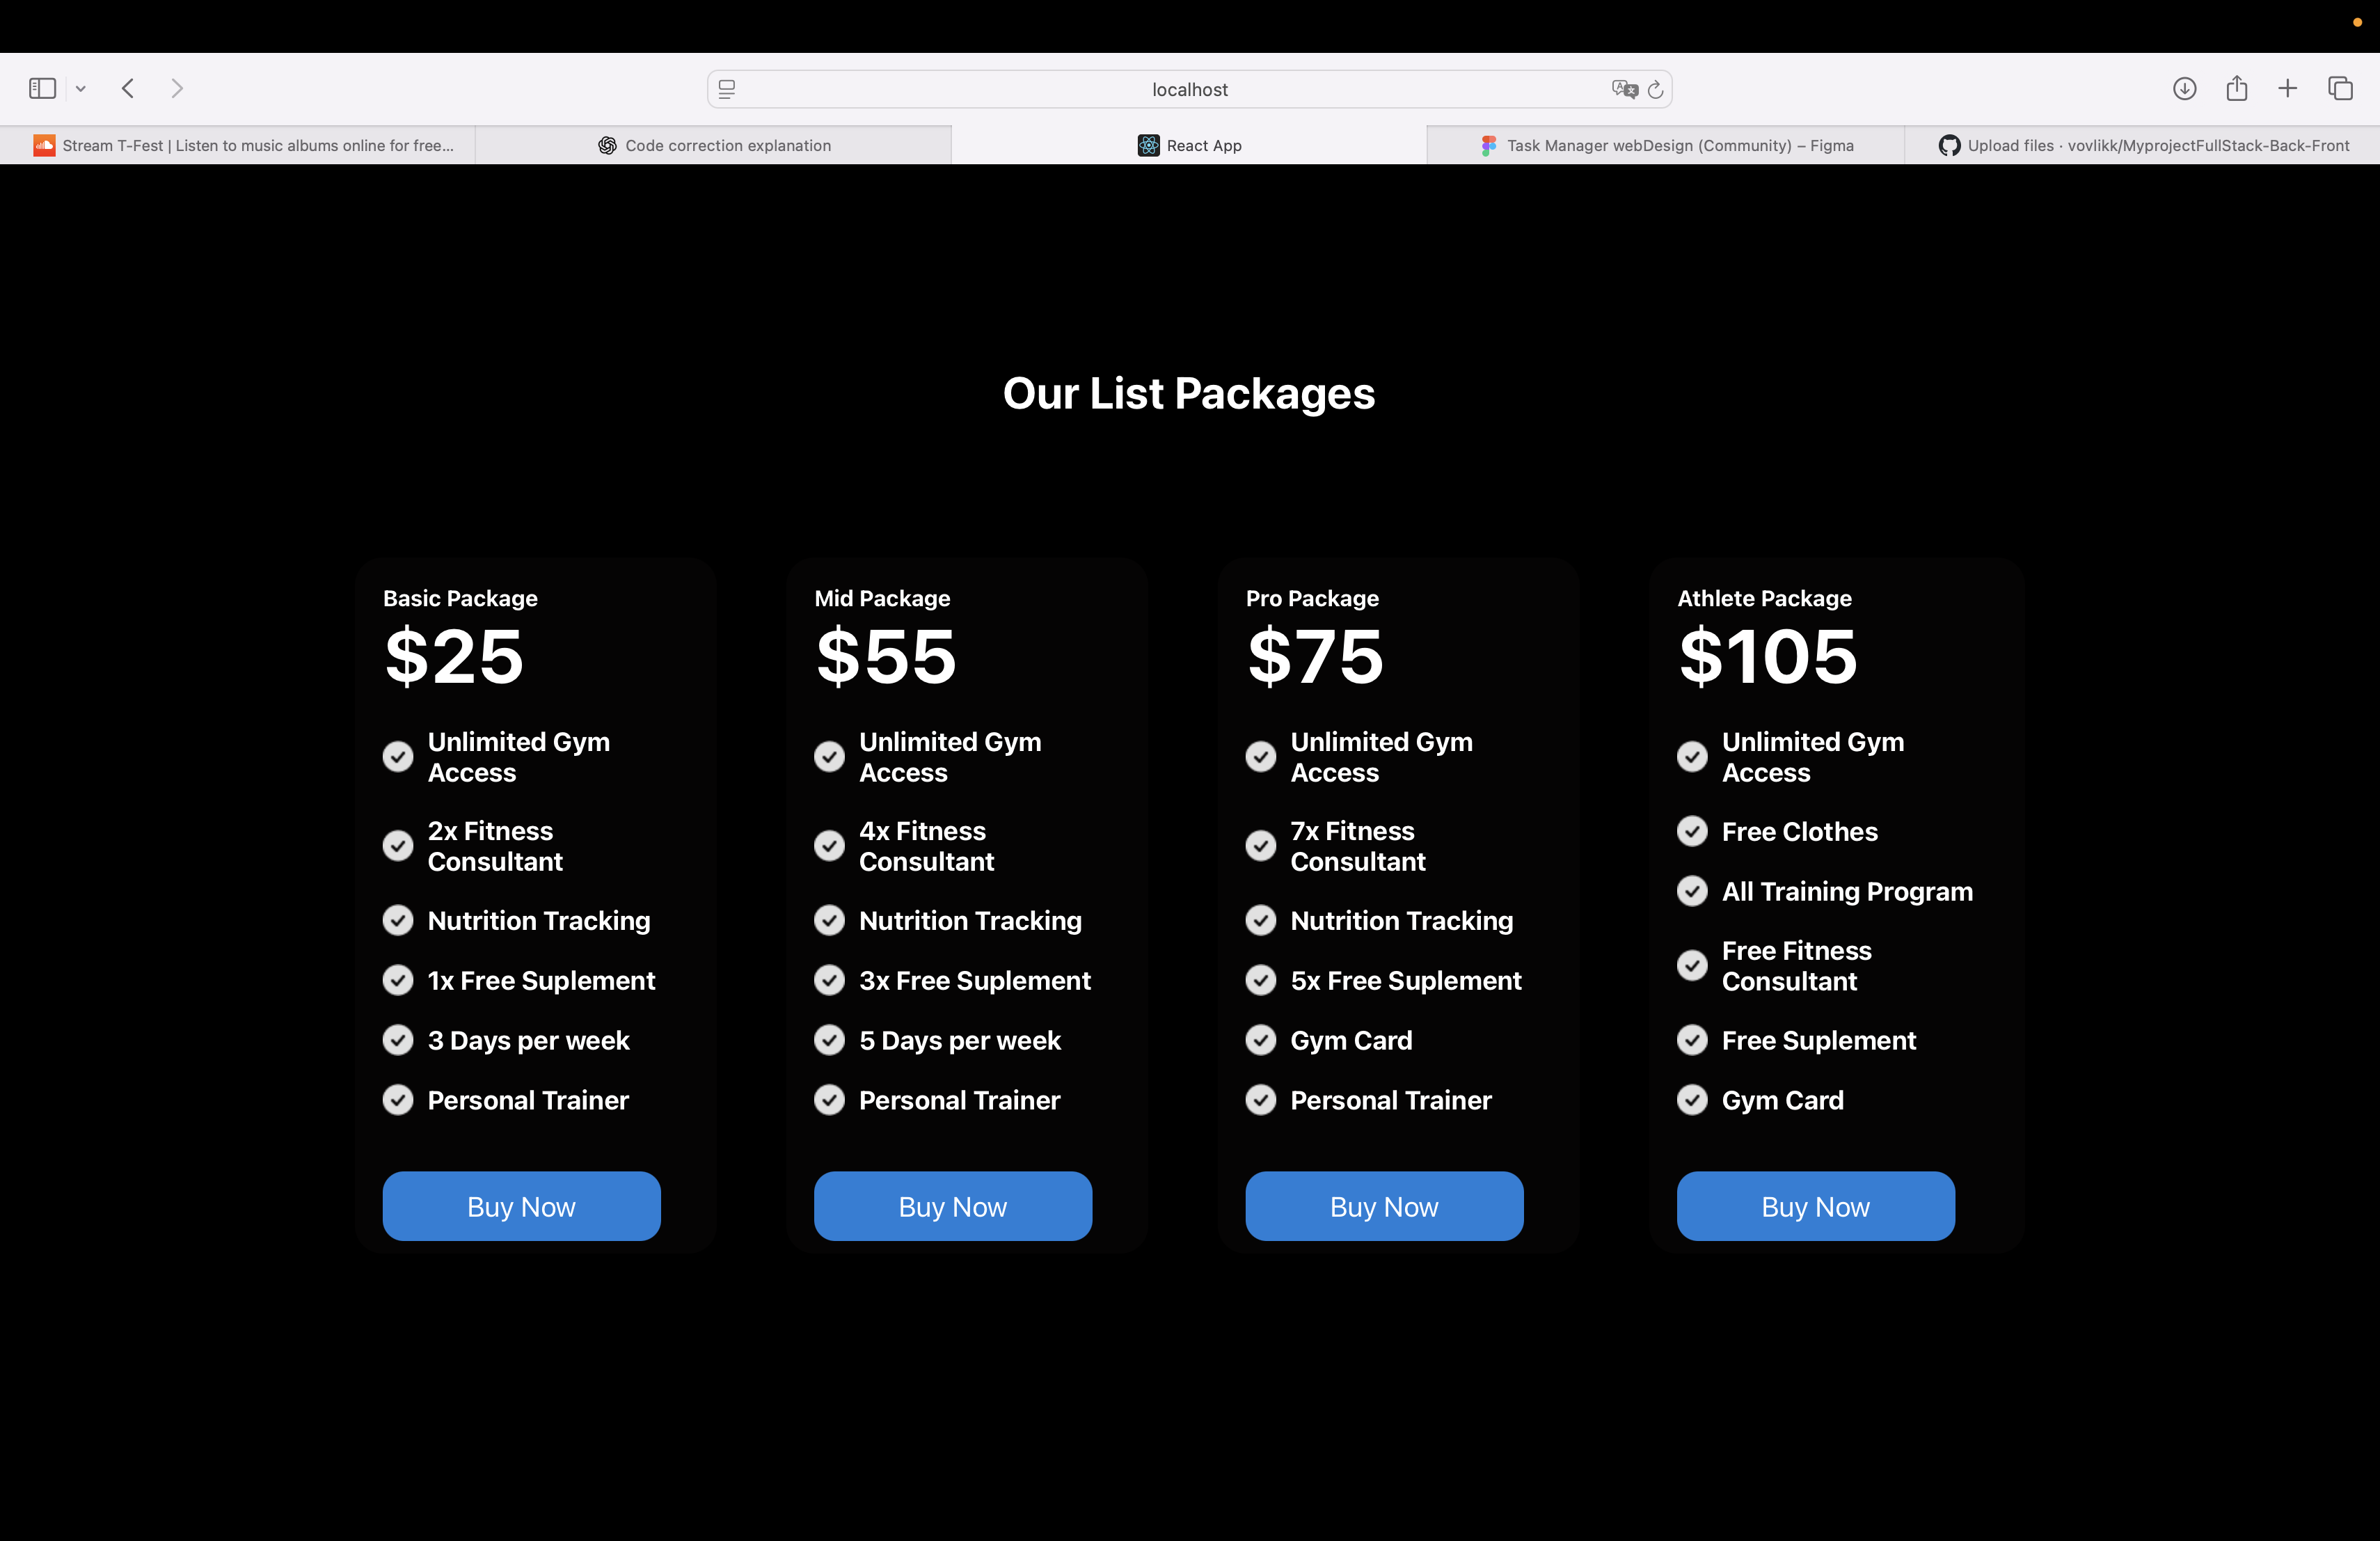 localhost
Stream T-Fest | Listen to music albums online for free...
Code correction explanation
React App
Task Manager webDesign (Community) – Figma
Upload files · vovlikk/MyprojectFullStack-Back-Front
Our List Packages
Basic Package
$25
Unlimited Gym
Access
2x Fitness
Consultant
Nutrition Tracking
1x Free Suplement
3 Days per week
Personal Trainer
Buy Now
Mid Package
$55
Unlimited Gym
Access
4x Fitness
Consultant
Nutrition Tracking
3x Free Suplement
5 Days per week
Personal Trainer
Buy Now
Pro Package
$75
Unlimited Gym
Access
7x Fitness
Consultant
Nutrition Tracking
5x Free Suplement
Gym Card
Personal Trainer
Buy Now
Athlete Package
$105
Unlimited Gym
Access
Free Clothes
All Training Program
Free Fitness
Consultant
Free Suplement
Gym Card
Buy Now